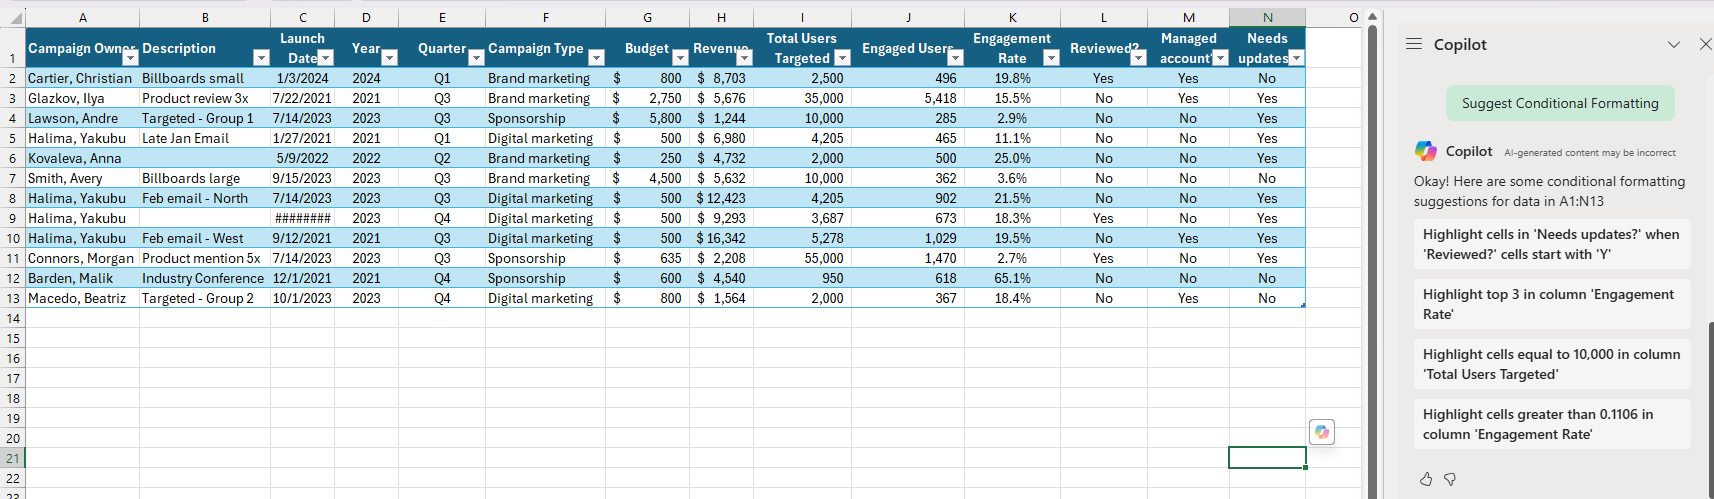 A B C D E F G H I J K L M N O
1 Campaign Owner Description Launch Date Year Quarter Campaign Type Budget Revenue Total Users Targeted Engaged Users Engagement Rate Reviewed? Managed account? Needs updates
2 Cartier, Christian Billboards small 1/3/2024 2024 Q1 Brand marketing $ 800 $ 8,703 2,500 496 19.8% Yes Yes No
3 Glazkov, Ilya Product review 3x 7/22/2021 2021 Q3 Brand marketing $ 2,750 $ 5,676 35,000 5,418 15.5% No Yes Yes
4 Lawson, Andre Targeted - Group 1 7/14/2023 2023 Q3 Sponsorship $ 5,800 $ 1,244 10,000 285 2.9% No No Yes
5 Halima, Yakubu Late Jan Email 1/27/2021 2021 Q1 Digital marketing $ 500 $ 6,980 4,205 465 11.1% No No Yes
6 Kovaleva, Anna 5/9/2022 2022 Q2 Brand marketing $ 250 $ 4,732 2,000 500 25.0% No No Yes
7 Smith, Avery Billboards large 9/15/2023 2023 Q3 Brand marketing $ 4,500 $ 5,632 10,000 362 3.6% No No No
8 Halima, Yakubu Feb email - North 7/14/2023 2023 Q3 Digital marketing $ 500 $ 12,423 4,205 902 21.5% No No Yes
9 Halima, Yakubu ######## 2023 Q4 Digital marketing $ 500 $ 9,293 3,687 673 18.3% Yes No Yes
10 Halima, Yakubu Feb email - West 9/12/2021 2021 Q3 Digital marketing $ 500 $ 16,342 5,278 1,029 19.5% No Yes Yes
11 Connors, Morgan Product mention 5x 7/14/2023 2023 Q3 Sponsorship $ 635 $ 2,208 55,000 1,470 2.7% Yes No Yes
12 Barden, Malik Industry Conference 12/1/2021 2021 Q4 Sponsorship $ 600 $ 4,540 950 618 65.1% No No No
13 Macedo, Beatriz Targeted - Group 2 10/1/2023 2023 Q4 Digital marketing $ 800 $ 1,564 2,000 367 18.4% No Yes No
14
15
16
17
18
19
20
21
22
23
Copilot
Suggest Conditional Formatting
Copilot AI-generated content may be incorrect
Okay! Here are some conditional formatting
suggestions for data in A1:N13
Highlight cells in 'Needs updates?' when
'Reviewed?' cells start with 'Y'
Highlight top 3 in column 'Engagement
Rate'
Highlight cells equal to 10,000 in column
'Total Users Targeted'
Highlight cells greater than 0.1106 in
column 'Engagement Rate'